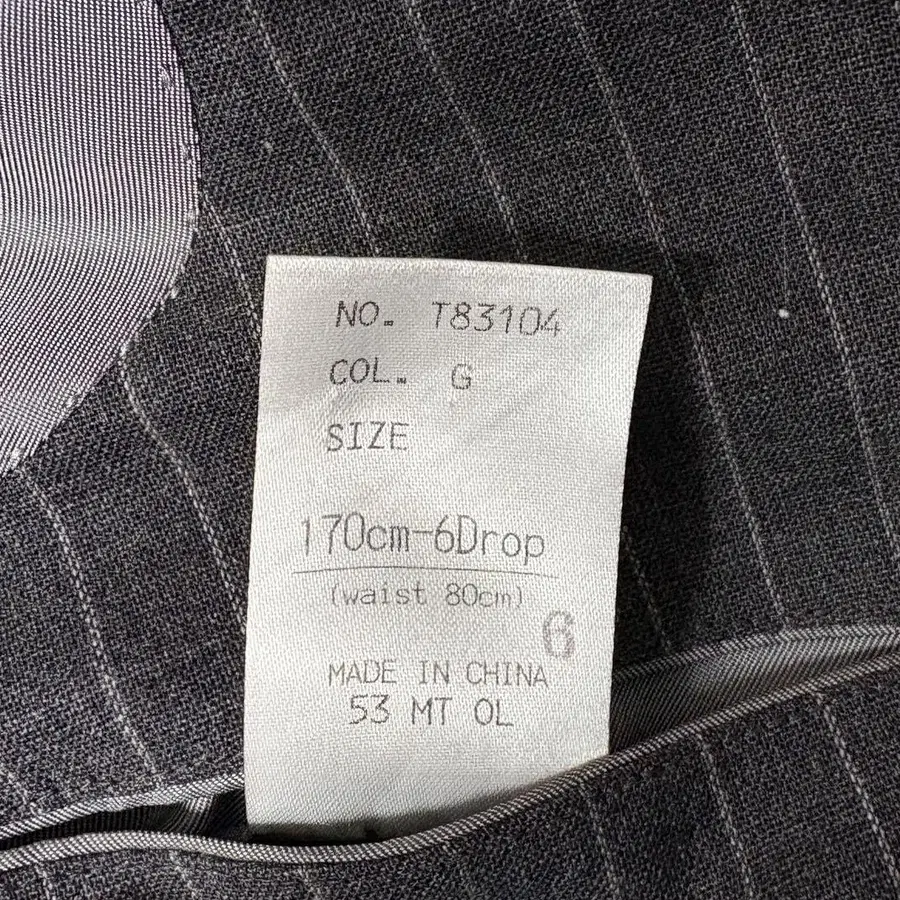 NO. T83104
COL. G
SIZE
170cm-6Drop
(waist 80cm)
6
MADE IN CHINA
53 MT OL